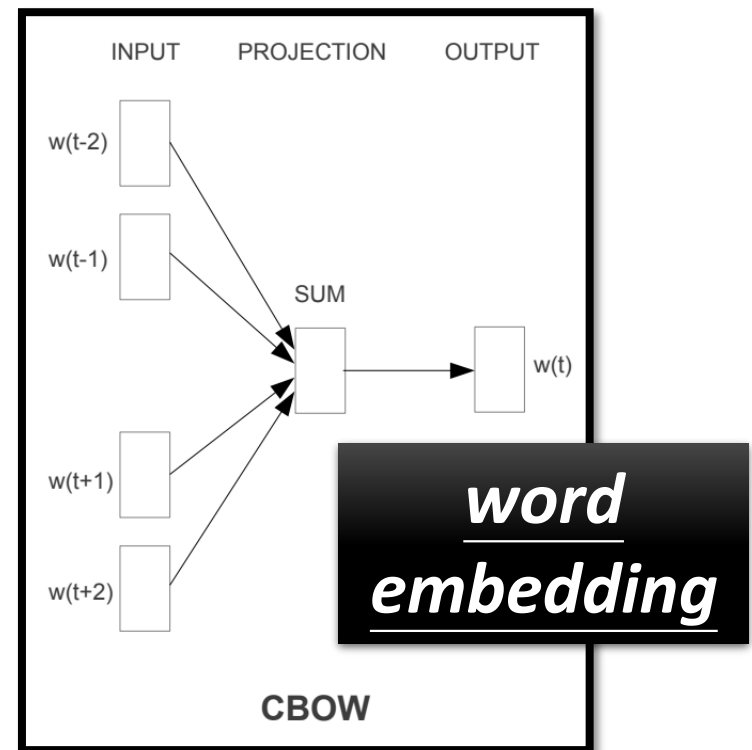 INPUT PROJECTION OUTPUT
w(t-2)
w(t-1)
SUM
w(t)
w(t+1)
w(t+2)
word
embedding
CBOW